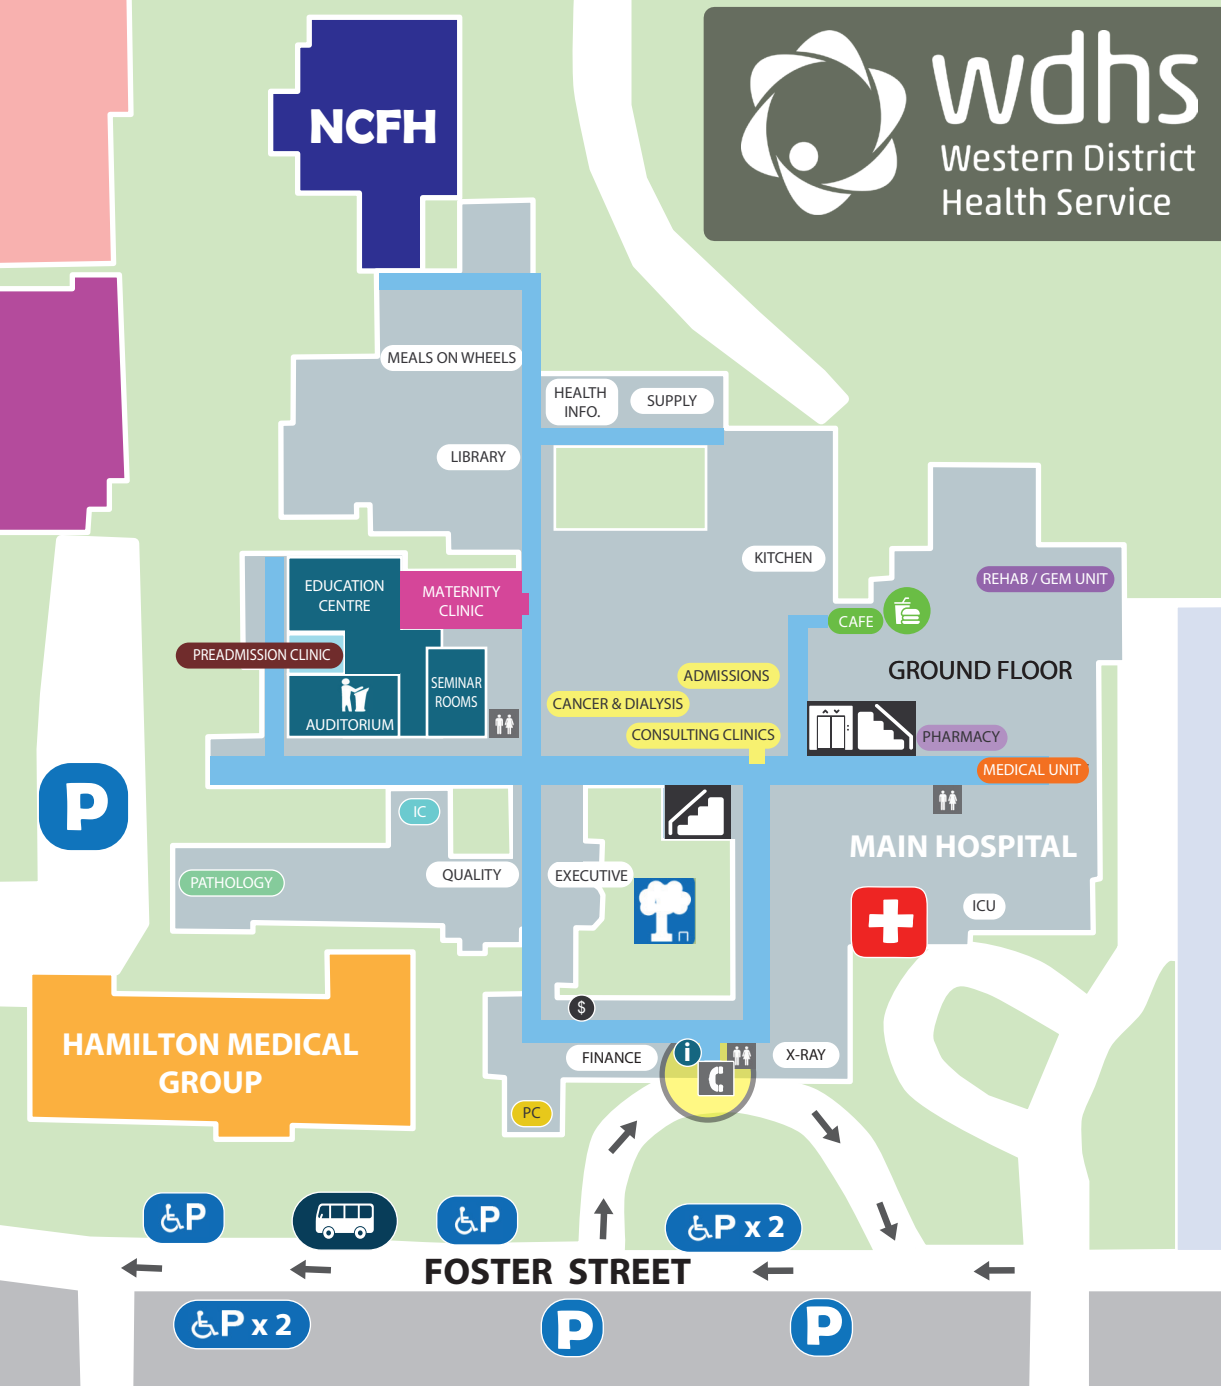 wdhs
Western District
Health Service
NCFH
MEALS ON WHEELS
HEALTH
INFO.
SUPPLY
LIBRARY
KITCHEN
EDUCATION
CENTRE
MATERNITY
CLINIC
REHAB / GEM UNIT
CAFE
PREADMISSION CLINIC
GROUND FLOOR
ADMISSIONS
SEMINAR
ROOMS
CANCER & DIALYSIS
AUDITORIUM
CONSULTING CLINICS
PHARMACY
MEDICAL UNIT
P
IC
MAIN HOSPITAL
PATHOLOGY
QUALITY
EXECUTIVE
ICU
$
HAMILTON MEDICAL
GROUP
FINANCE
i
X-RAY
PC
P
P
P x 2
FOSTER STREET
P x 2
P
P